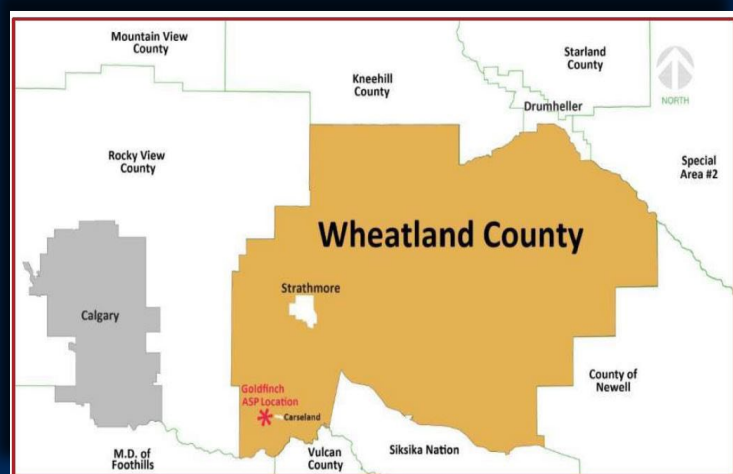 Mountain View
County
Starland
County
Kneehill
County
NORTH
Drumheller
Rocky View
County
Special
Area #2
Wheatland County
Strathmore
Calgary
Goldfinch
ASP Location
Carseland
County of
Newell
M.D. of
Foothills
Vulcan
County
Siksika Nation